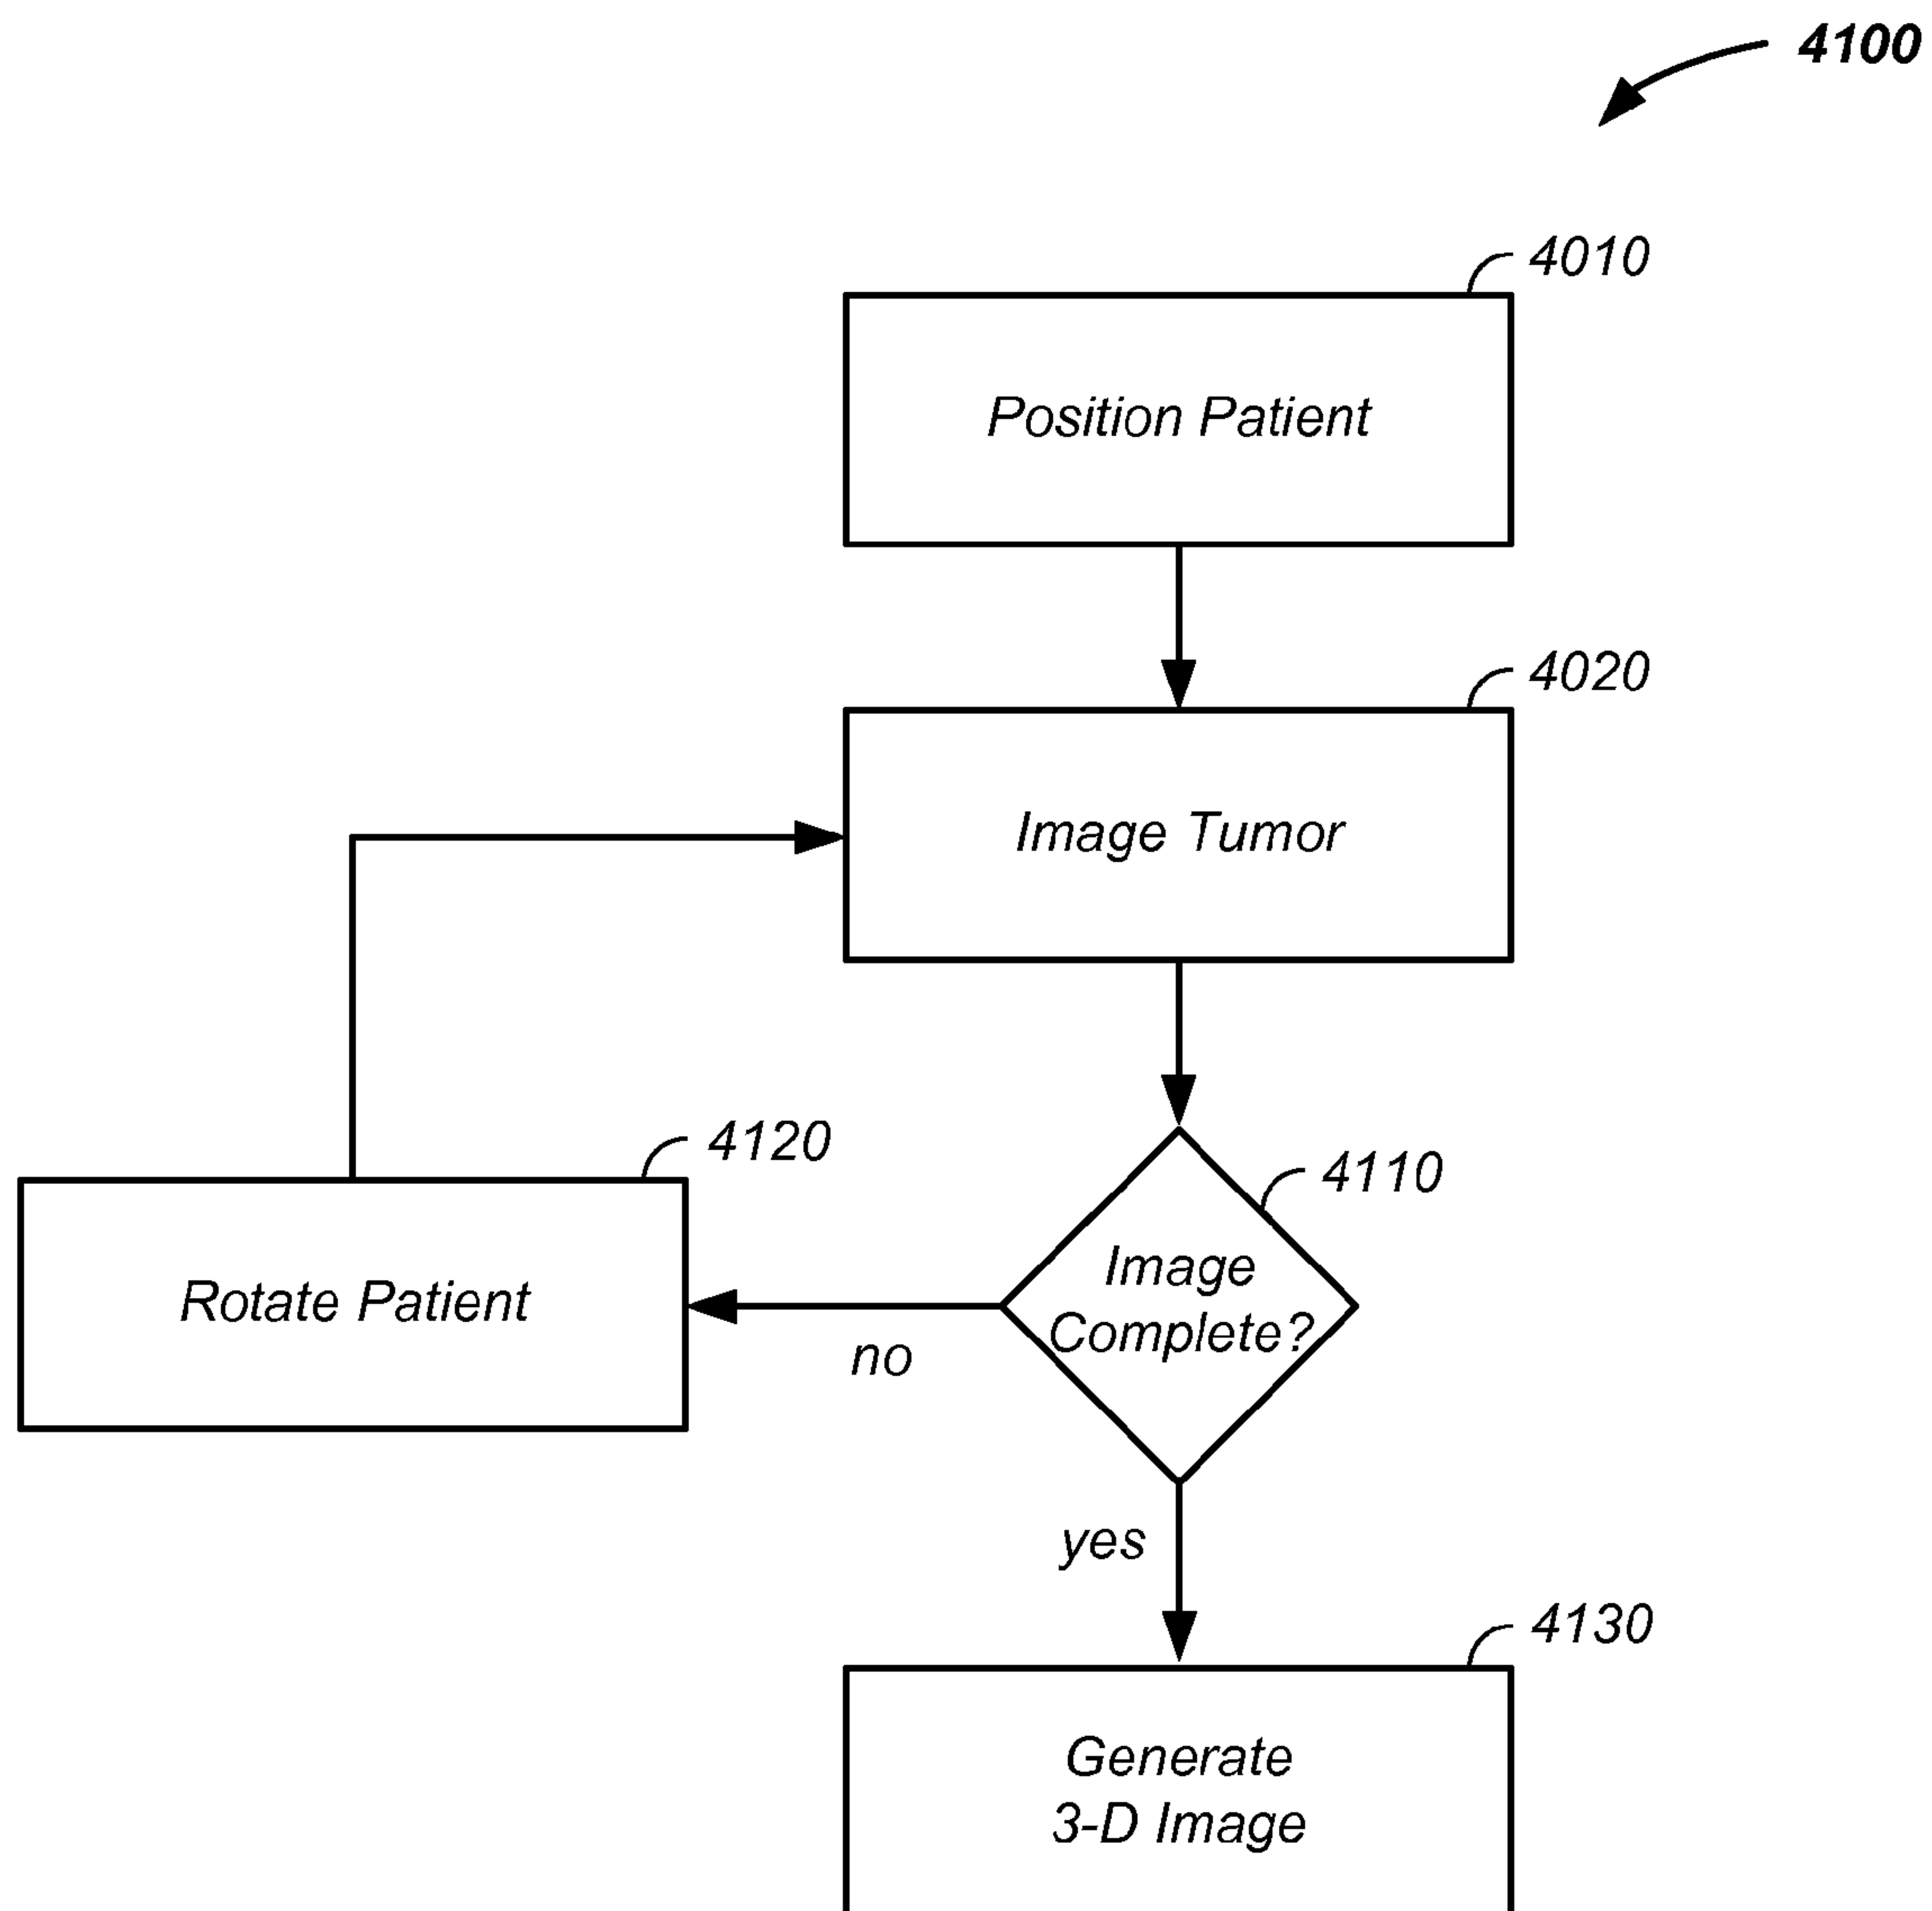 4100
4010
Position Patient
4020
Image Tumor
4120
4110
Rotate Patient
Image
Complete?
no
yes
4130
Generate
3-D Image